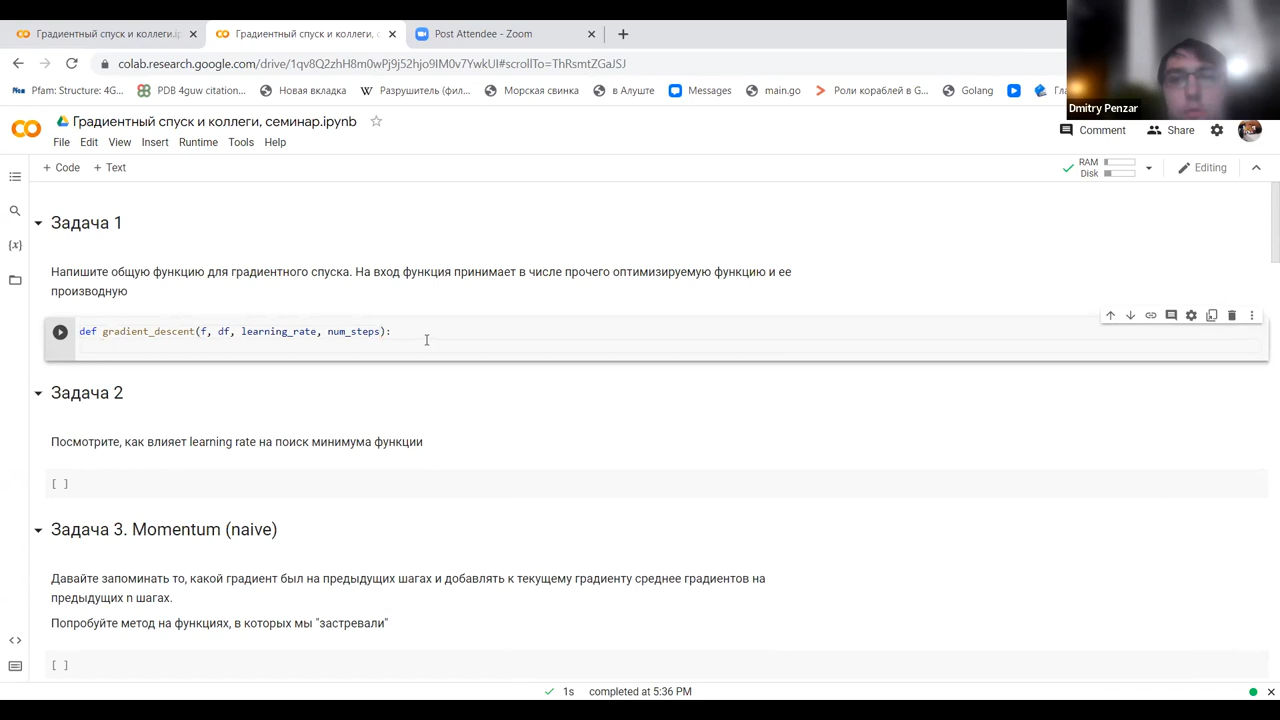 Градиентный спуск и коллеги.i
Градиентный спуск и коллеги, с
Post Attendee - Zoom
colab.research.google.com/drive/1qv8Q2zhH8m0wPj9j52hjo9IM0v7YwkUI#scrollTo=ThRsmtZGaJSJ
Pfam: Structure: 4G...
PDB 4guw citation...
Новая вкладка
Разрушитель (фил...
Морская свинка
в Алуште
Messages
main.go
Роли кораблей в G...
Golang
Dmitry Penzar
Градиентный спуск и коллеги, семинар.ipynb
File Edit View Insert Runtime Tools Help
Comment
Share
+ Code + Text
RAM
Disk
Editing
Задача 1
Напишите общую функцию для градиентного спуска. На вход функция принимает в числе прочего оптимизируемую функцию и ее
производную
def gradient_descent(f, df, learning_rate, num_steps):
Задача 2
Посмотрите, как влияет learning rate на поиск минимума функции
[ ]
Задача 3. Momentum (naive)
Давайте запоминать то, какой градиент был на предыдущих шагах и добавлять к текущему градиенту среднее градиентов на
предыдущих n шагах.
Попробуйте метод на функциях, в которых мы "застревали"
[ ]
1s completed at 5:36 PM